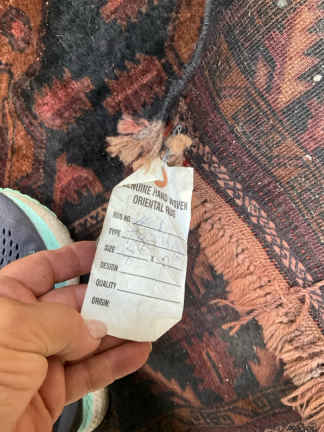 GENUINE HAND WOVEN
ORIENTAL RUG
RUG NO.
TYPE
SIZE x
DESIGN
QUALITY
ORIGIN: